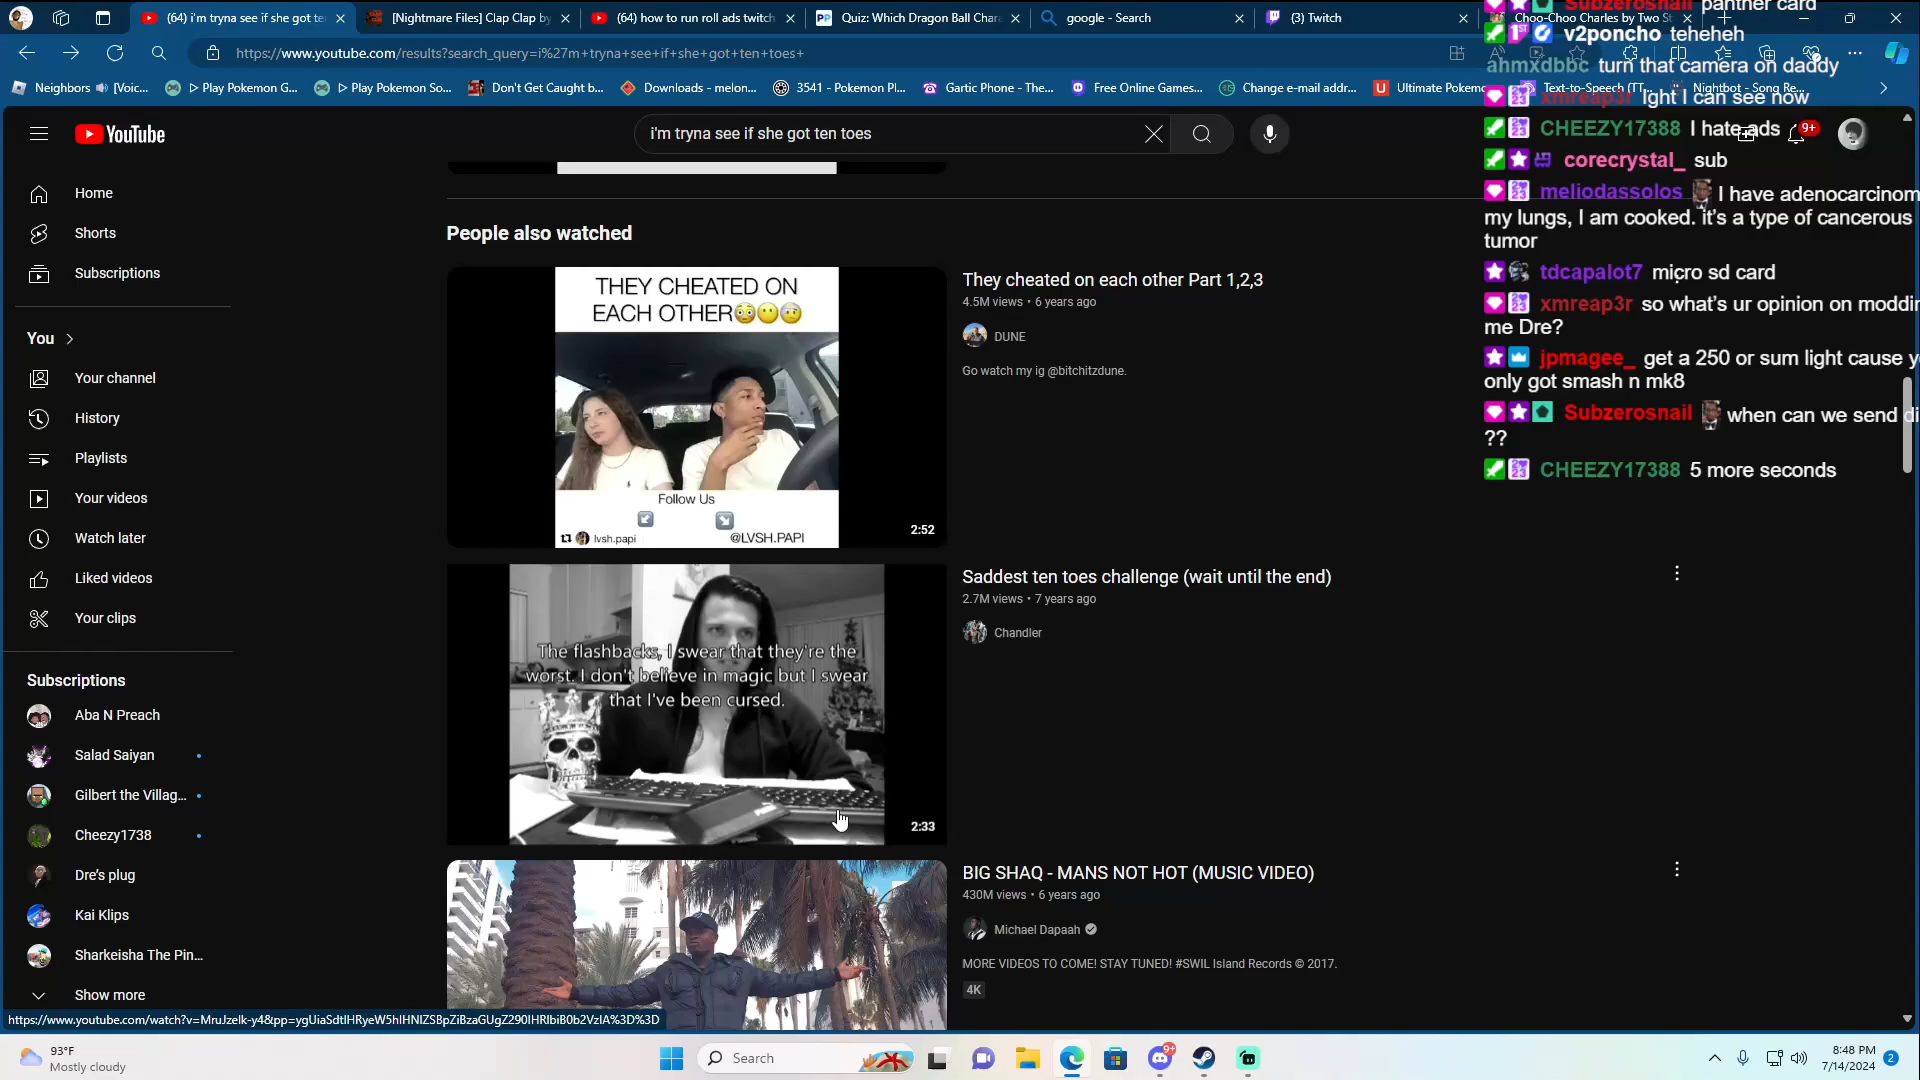 (64) i'm tryna see if she got te
[Nightmare Files] Clap Clap by
(64) how to run roll ads twitch
Quiz: Which Dragon Ball Char
google - Search
(3) Twitch
Choo-Choo Charles by Two St
https://www.youtube.com/results?search_query=i%27m+tryna+see+if+she+got+ten+toes+
Neighbors [Voic...
▷ Play Pokemon G...
▷ Play Pokemon So...
Don't Get Caught b...
Downloads - melon...
3541 - Pokemon Pl...
Gartic Phone - The...
Free Online Games...
Change e-mail addr...
Ultimate Pokemo
Text-to-Speech (TT...
Nightbot - Song Re...
YouTube
i'm tryna see if she got ten toes
9+
Home
Shorts
Subscriptions
You
Your channel
History
Playlists
Your videos
Watch later
Liked videos
Your clips
Subscriptions
Aba N Preach
Salad Saiyan
Gilbert the Villag...
Cheezy1738
Dre's plug
Kai Klips
Sharkeisha The Pin...
Show more
People also watched
THEY CHEATED ON
EACH OTHER😳😶🤕
Follow Us
lvsh.papi
@LVSH.PAPI
2:52
They cheated on each other Part 1,2,3
4.5M views • 6 years ago
DUNE
Go watch my ig @bitchitzdune.
The flashbacks, I swear that they're the
worst. I don't believe in magic but I swear
that I've been cursed.
2:33
Saddest ten toes challenge (wait until the end)
2.7M views • 7 years ago
Chandler
BIG SHAQ - MANS NOT HOT (MUSIC VIDEO)
430M views • 6 years ago
Michael Dapaah
MORE VIDEOS TO COME! STAY TUNED! #SWIL Island Records © 2017.
4K
Subzerosnail panther card
v2poncho teheheh
ahmxdbbc turn that camera on daddy
xmreap3r Ight I can see now
CHEEZY17388 I hate ads
corecrystal_ sub
meliodassolos I have adenocarcinom
my lungs, I am cooked. it's a type of cancerous
tumor
tdcapalot7 micro sd card
xmreap3r so what's ur opinion on moddin
me Dre?
jpmagee_ get a 250 or sum light cause y
only got smash n mk8
Subzerosnail when can we send di
??
CHEEZY17388 5 more seconds
93°F
Mostly cloudy
Search
9+
8:48 PM
7/14/2024
2